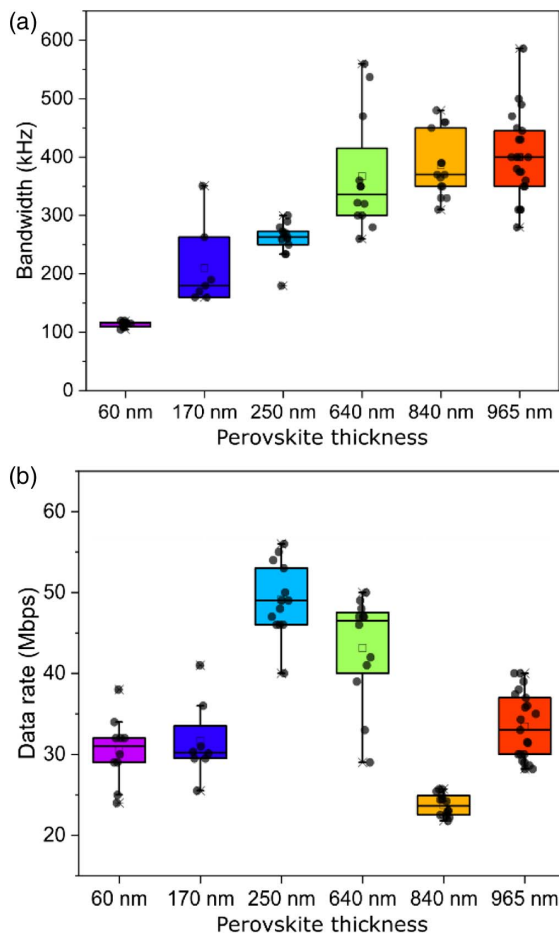 (a)
Bandwidth (kHz)
600
500
400
300
200
100
0
60 nm 170 nm 250 nm 640 nm 840 nm 965 nm
Perovskite thickness
(b)
Data rate (Mbps)
60
50
40
30
20
60 nm 170 nm 250 nm 640 nm 840 nm 965 nm
Perovskite thickness